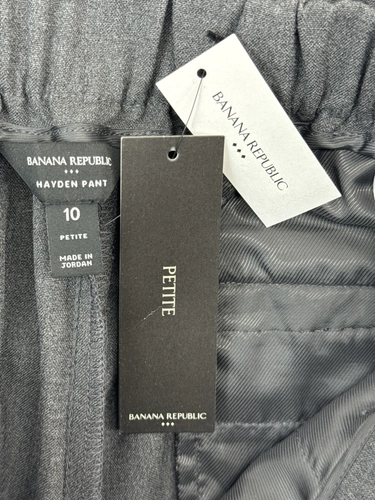 BANANA REPUBLIC
BANANA REPUBLIC
HAYDEN PANT
10
PETITE
MADE IN
JORDAN
PETITE
BANANA REPUBLIC